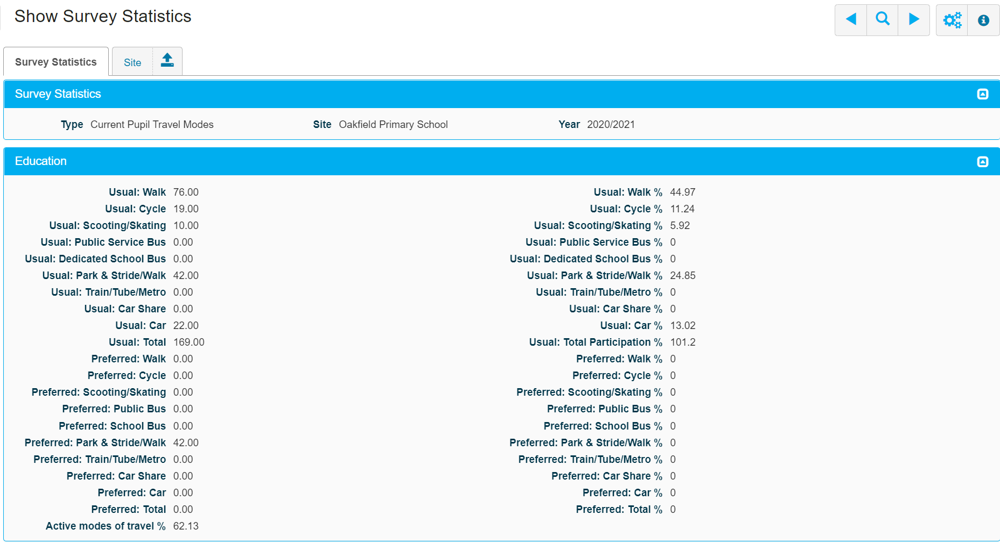 Show Survey Statistics
Survey Statistics Site
Survey Statistics
Type Current Pupil Travel Modes Site Oakfield Primary School Year 2020/2021
Education
Usual: Walk 76.00 Usual: Walk % 44.97
Usual: Cycle 19.00 Usual: Cycle % 11.24
Usual: Scooting/Skating 10.00 Usual: Scooting/Skating % 5.92
Usual: Public Service Bus 0.00 Usual: Public Service Bus % 0
Usual: Dedicated School Bus 0.00 Usual: Dedicated School Bus % 0
Usual: Park & Stride/Walk 42.00 Usual: Park & Stride/Walk % 24.85
Usual: Train/Tube/Metro 0.00 Usual: Train/Tube/Metro % 0
Usual: Car Share 0.00 Usual: Car Share % 0
Usual: Car 22.00 Usual: Car % 13.02
Usual: Total 169.00 Usual: Total Participation % 101.2
Preferred: Walk 0.00 Preferred: Walk % 0
Preferred: Cycle 0.00 Preferred: Cycle % 0
Preferred: Scooting/Skating 0.00 Preferred: Scooting/Skating % 0
Preferred: Public Bus 0.00 Preferred: Public Bus % 0
Preferred: School Bus 0.00 Preferred: School Bus % 0
Preferred: Park & Stride/Walk 42.00 Preferred: Park & Stride/Walk % 0
Preferred: Train/Tube/Metro 0.00 Preferred: Train/Tube/Metro % 0
Preferred: Car Share 0.00 Preferred: Car Share % 0
Preferred: Car 0.00 Preferred: Car % 0
Preferred: Total 0.00 Preferred: Total % 0
Active modes of travel % 62.13